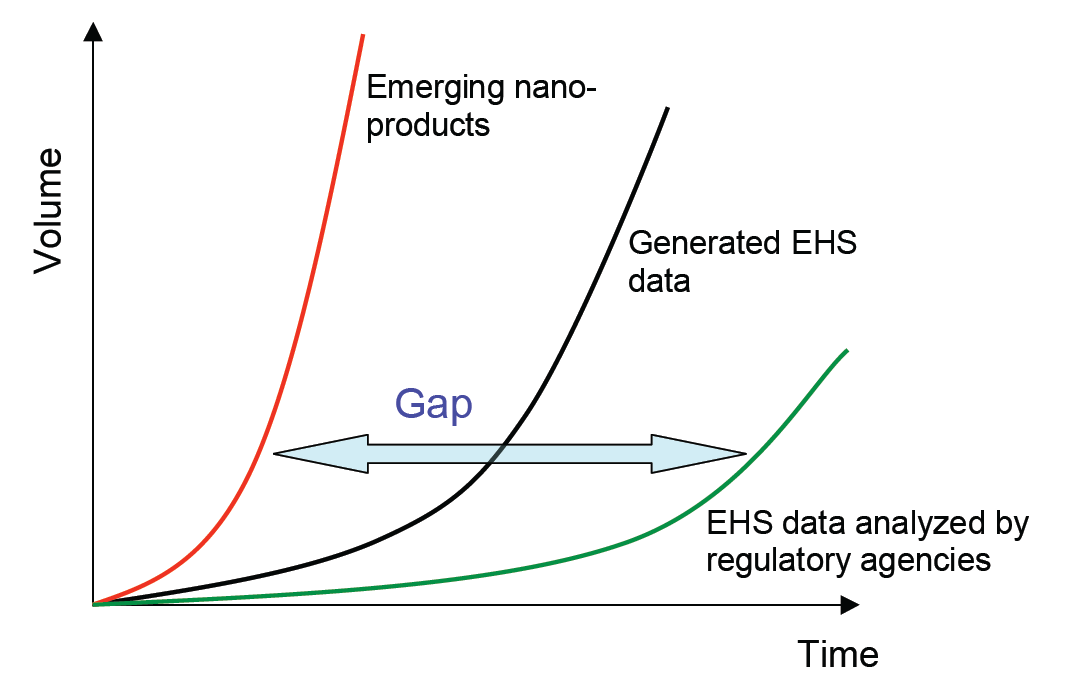 Emerging nano-
products
Volume
Generated EHS
data
Gap
EHS data analyzed by
regulatory agencies
Time